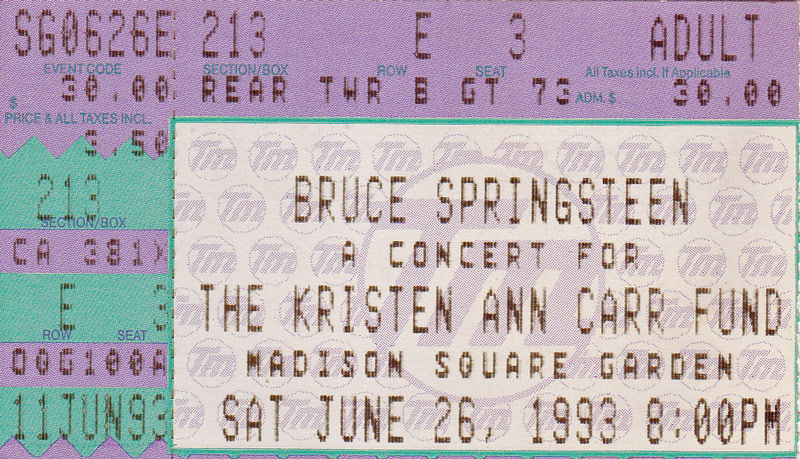 SG0626E 213 E 3 ADULT
EVENT CODE SECTION/BOX ROW SEAT All Taxes Incl. If Applicable
$ 30.00 REAR TWR B GT 73 ADM. $ 30.00
PRICE & ALL TAXES INCL.
5.50
213
SECTION/BOX
CA 381X
E 3
ROW SEAT
006100A
11JUN93
BRUCE SPRINGSTEEN
A CONCERT FOR
THE KRISTEN ANN CARR FUND
MADISON SQUARE GARDEN
SAT JUNE 26, 1993 8:00PM